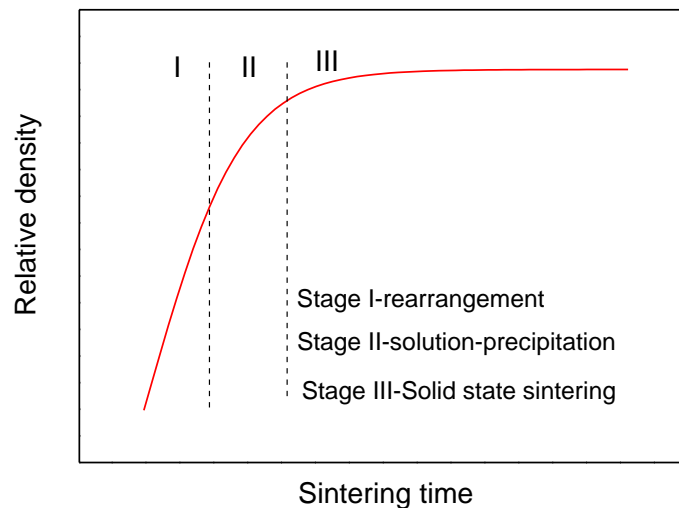 I
II
III
Relative density
Stage I-rearrangement
Stage II-solution-precipitation
Stage III-Solid state sintering
Sintering time